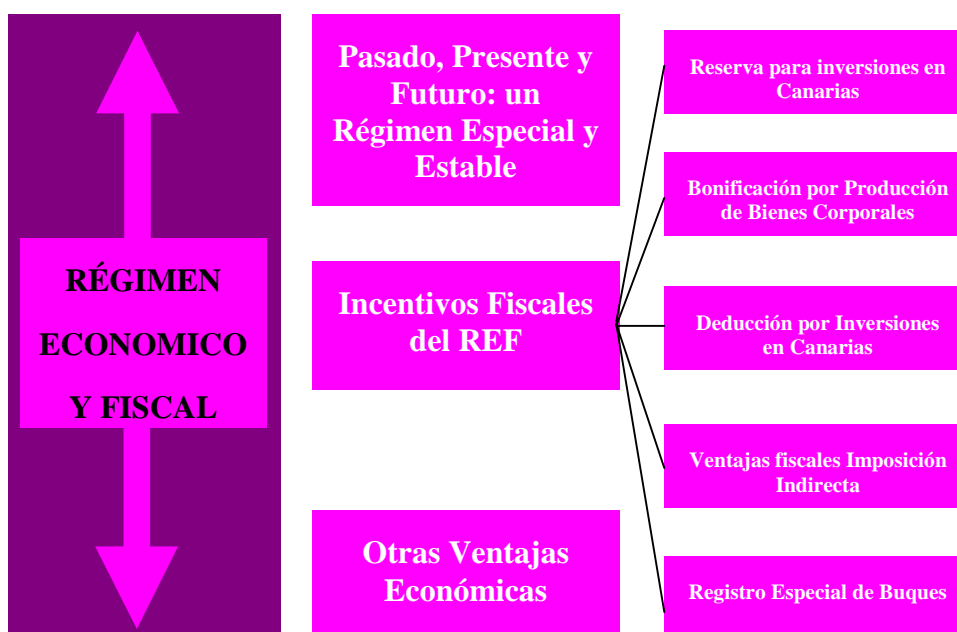 RÉGIMEN
ECONOMICO
Y FISCAL
Pasado, Presente y
Futuro: un
Régimen Especial y
Estable
Incentivos Fiscales
del REF
Otras Ventajas
Económicas
Reserva para inversiones en
Canarias
Bonificación por Producción
de Bienes Corporales
Deducción por Inversiones
en Canarias
Ventajas fiscales Imposición
Indirecta
Registro Especial de Buques